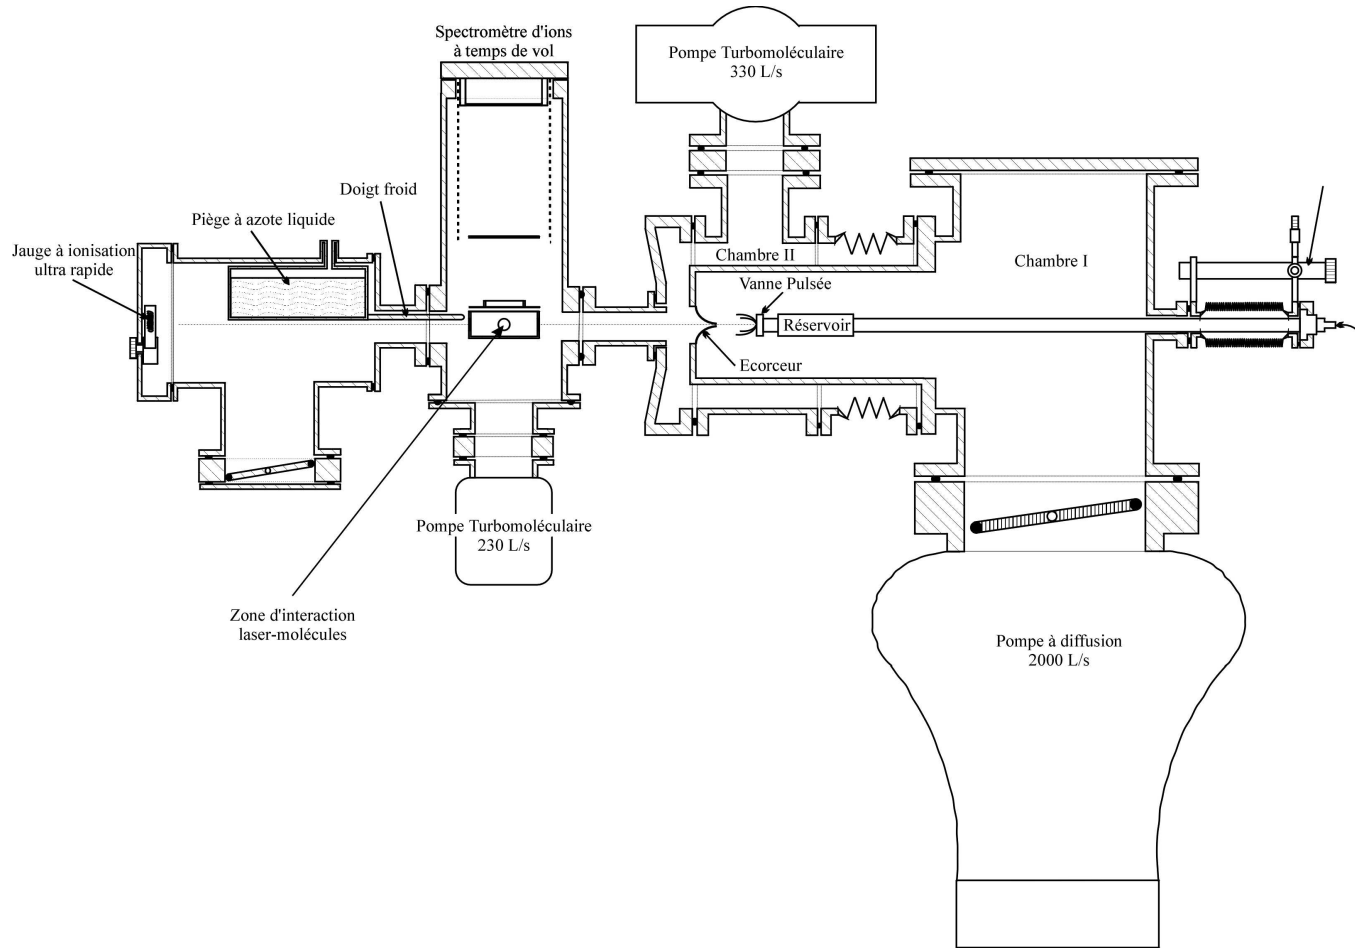 Spectromètre d'ions
à temps de vol
Pompe Turbomoléculaire
330 L/s
Doigt froid
Piège à azote liquide
Jauge à ionisation
ultra rapide
Chambre II
Chambre I
Vanne Pulsée
Réservoir
Ecorceur
Pompe Turbomoléculaire
230 L/s
Zone d'interaction
laser-molécules
Pompe à diffusion
2000 L/s